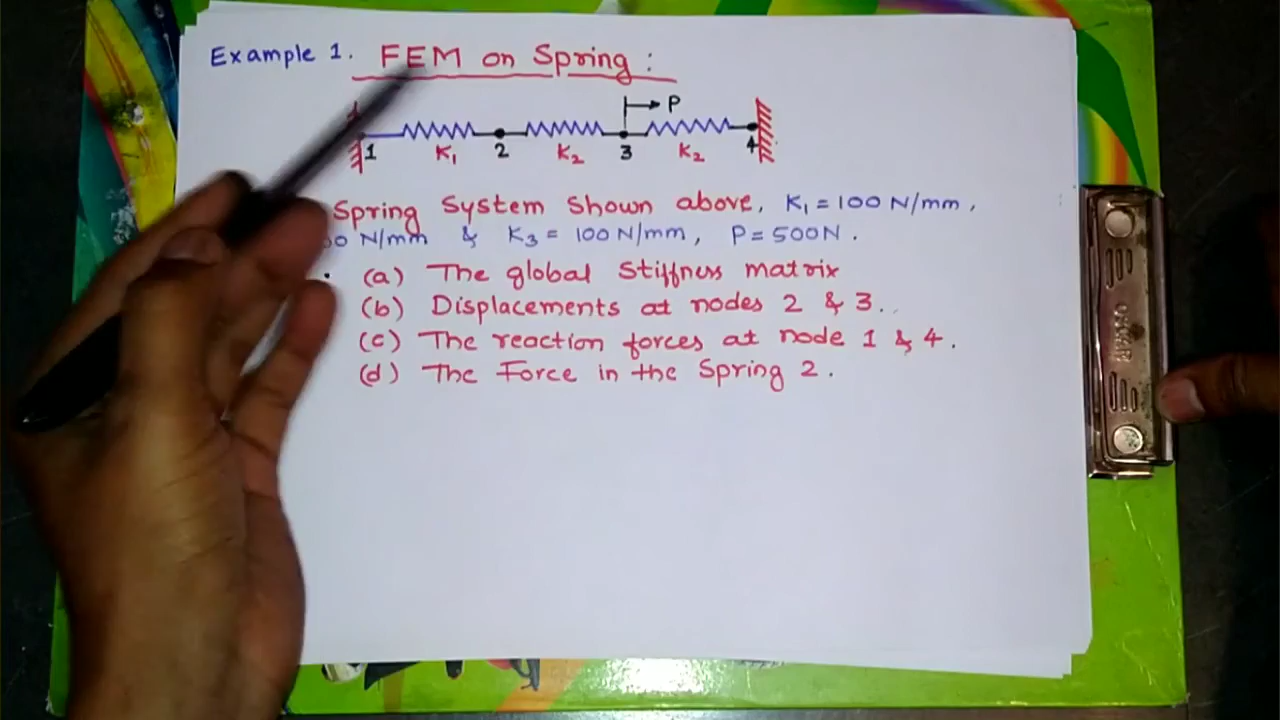 Example 1. FEM on Spring :
P
1 K₁ 2 K₂ 3 K₂ 4
Spring System Shown above, K₁ = 100 N/mm,
N/mm & K₃ = 100 N/mm, P = 500N.
(a) The global Stiffness matrix
(b) Displacements at nodes 2 & 3.
(c) The reaction forces at node 1 & 4.
(d) The Force in the Spring 2.